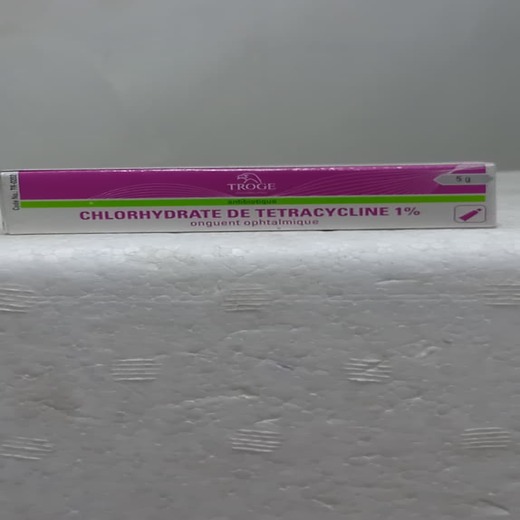 TROGE
5 g
antibiotique
CHLORHYDRATE DE TETRACYCLINE 1%
onguent ophtalmique